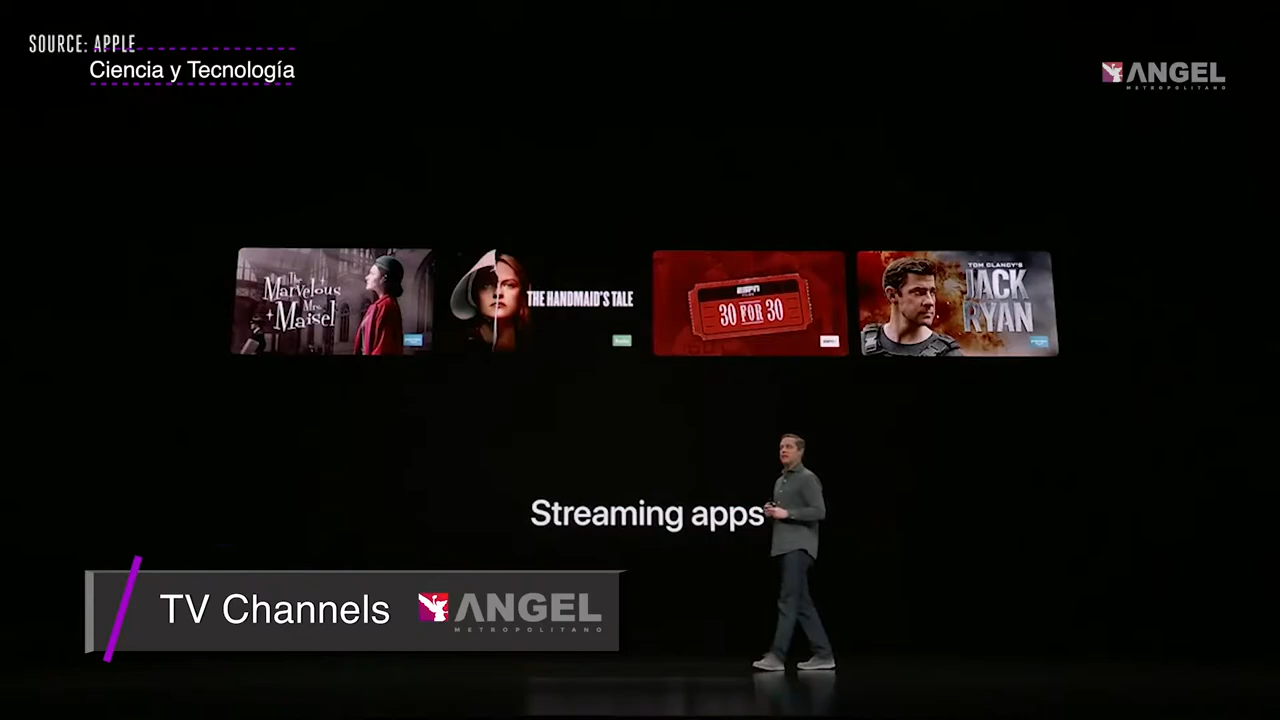 SOURCE: APPLE
Ciencia y Tecnología
ANGEL
METROPOLITANO
The
Marvelous
Mrs.
Maisel
THE HANDMAID'S TALE
hulu
ESPN
30 FOR 30
TOM CLANCY'S
JACK
RYAN
Streaming apps
TV Channels
ANGEL
METROPOLITANO